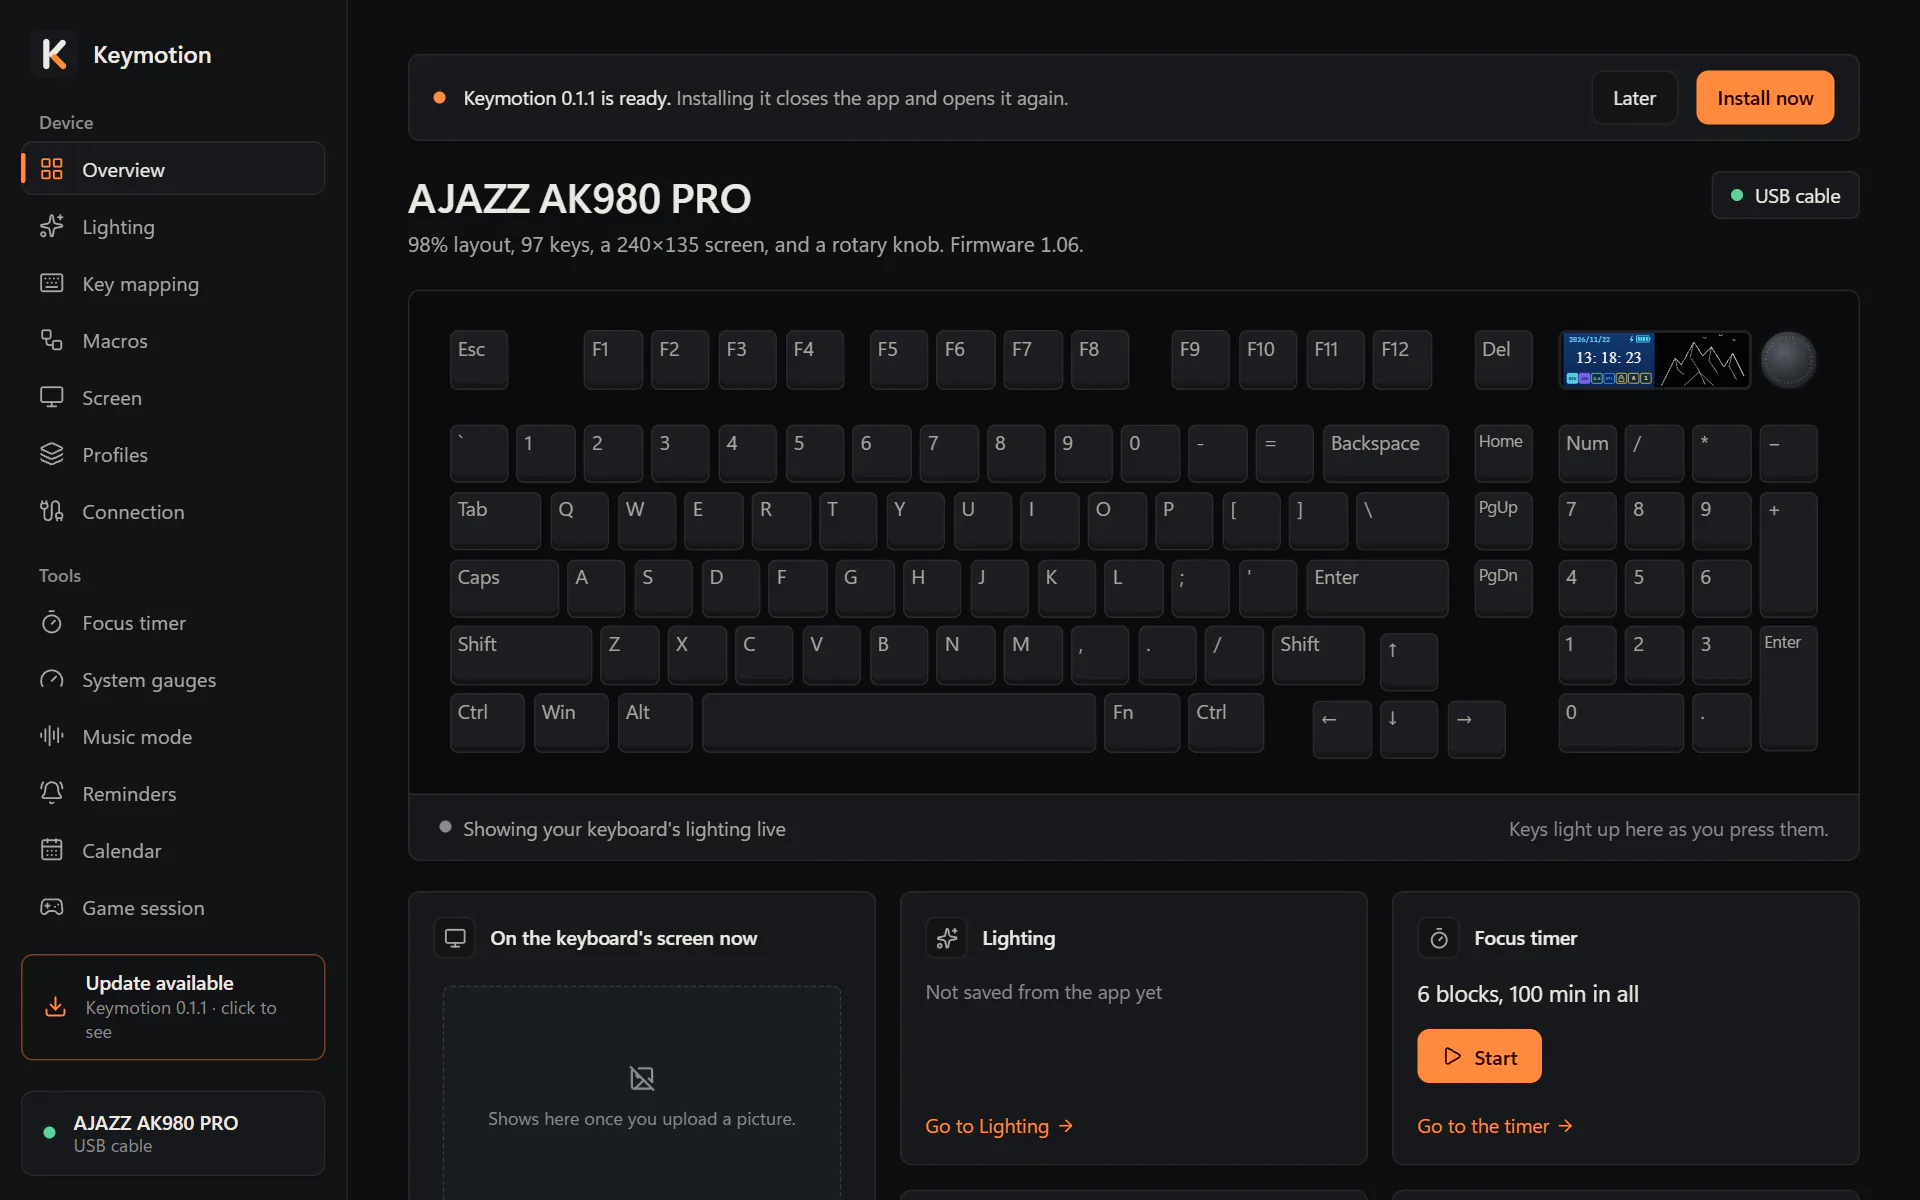 Keymotion
Device
Overview
Lighting
Key mapping
Macros
Screen
Profiles
Connection
Tools
Focus timer
System gauges
Music mode
Reminders
Calendar
Game session
Update available
Keymotion 0.1.1 · click to
see
AJAZZ AK980 PRO
USB cable
Keymotion 0.1.1 is ready. Installing it closes the app and opens it again.
Later
Install now
AJAZZ AK980 PRO
USB cable
98% layout, 97 keys, a 240×135 screen, and a rotary knob. Firmware 1.06.
Esc F1 F2 F3 F4 F5 F6 F7 F8 F9 F10 F11 F12 Del
2026/11/22
13: 18: 23
` 1 2 3 4 5 6 7 8 9 0 - = Backspace Home Num / * −
Tab Q W E R T Y U I O P [ ] \ PgUp 7 8 9 +
Caps A S D F G H J K L ; ' Enter PgDn 4 5 6
Shift Z X C V B N M , . / Shift ↑ 1 2 3 Enter
Ctrl Win Alt Fn Ctrl ← ↓ → 0 .
Showing your keyboard's lighting live
Keys light up here as you press them.
On the keyboard's screen now
Shows here once you upload a picture.
Lighting
Not saved from the app yet
Go to Lighting →
Focus timer
6 blocks, 100 min in all
Start
Go to the timer →